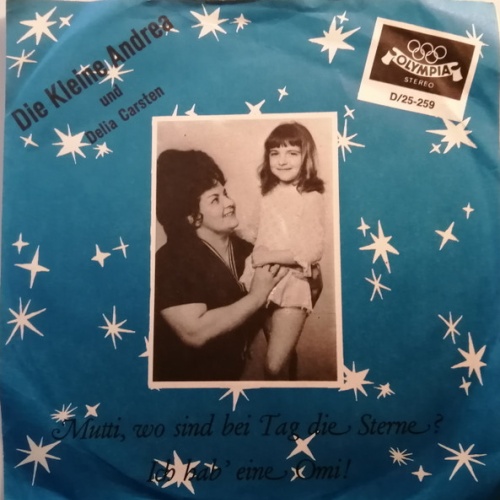 Die Kleine Andrea
und
Delia Carsten
OLYMPIA
STEREO
D/25-259
Mutti, wo sind bei Tag die Sterne?
Ich hab' eine Omi!